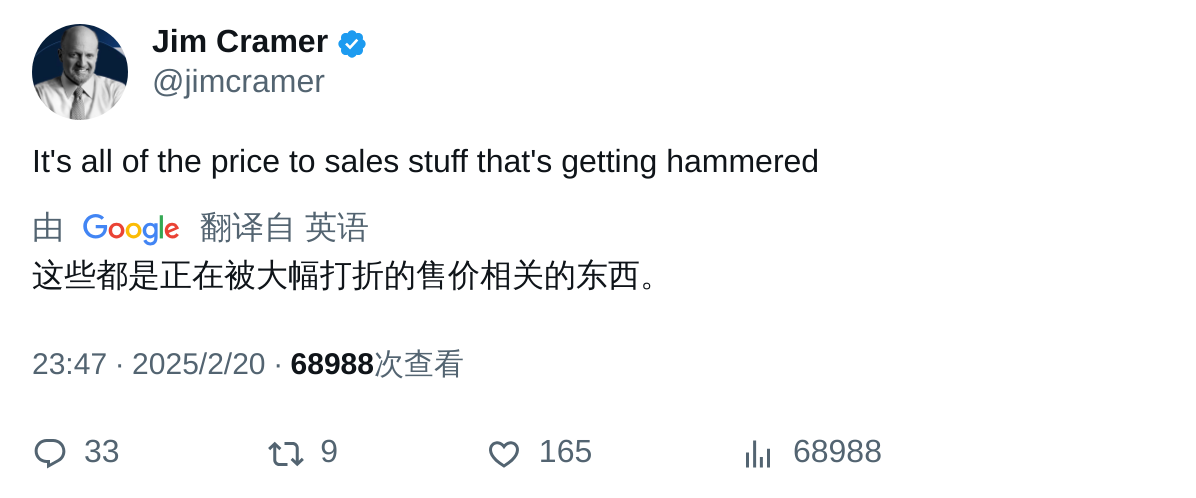 Jim Cramer
@jimcramer
It's all of the price to sales stuff that's getting hammered
由 Google 翻译自 英语
这些都是正在被大幅打折的售价相关的东西。
23:47 · 2025/2/20 · 68988次查看
33 9 165 68988